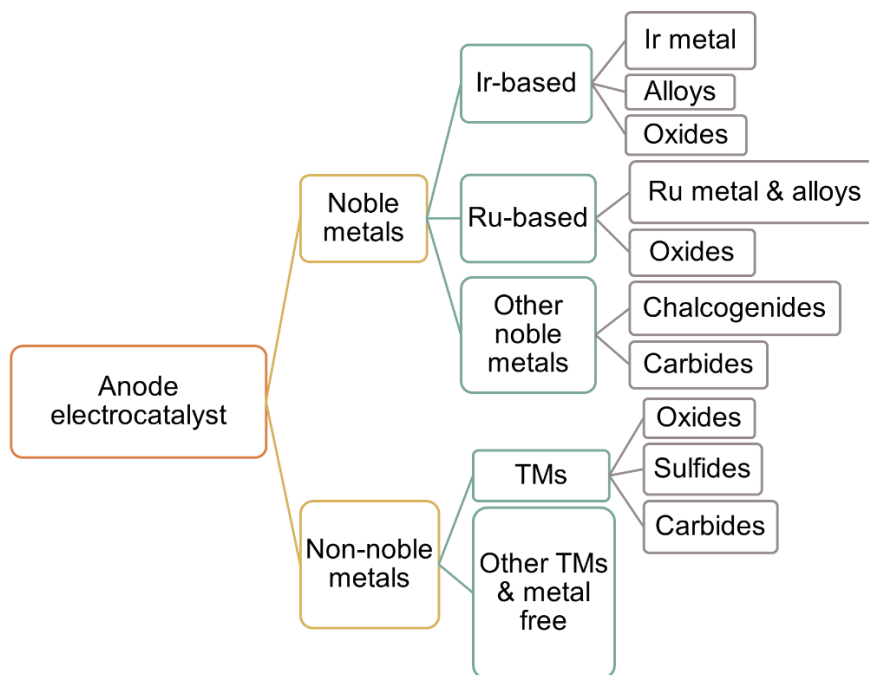 Anode
electrocatalyst
Noble
metals
Ir-based
Ir metal
Alloys
Oxides
Ru-based
Ru metal & alloys
Oxides
Other
noble
metals
Chalcogenides
Carbides
Non-noble
metals
TMs
Oxides
Sulfides
Carbides
Other TMs
& metal
free